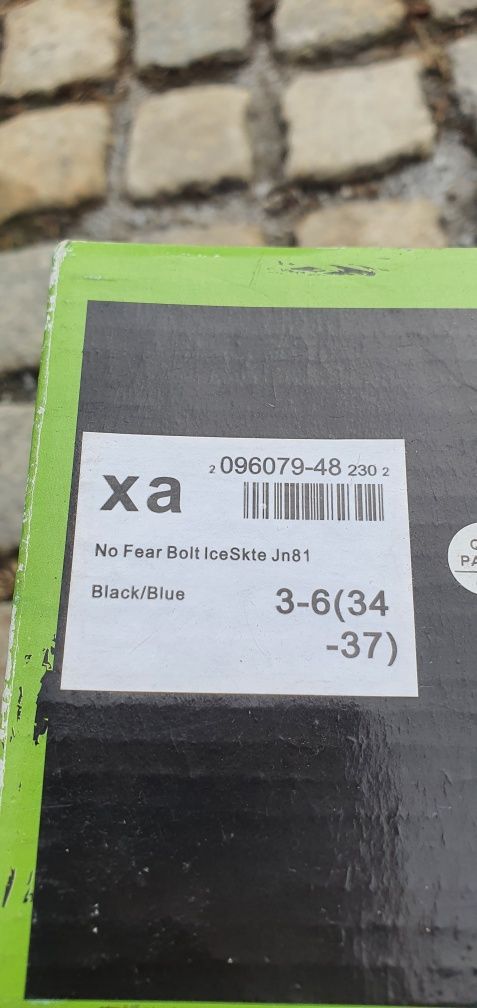 xa
2 096079-48 230 2
No Fear Bolt IceSkte Jn81
Black/Blue
3-6(34
-37)